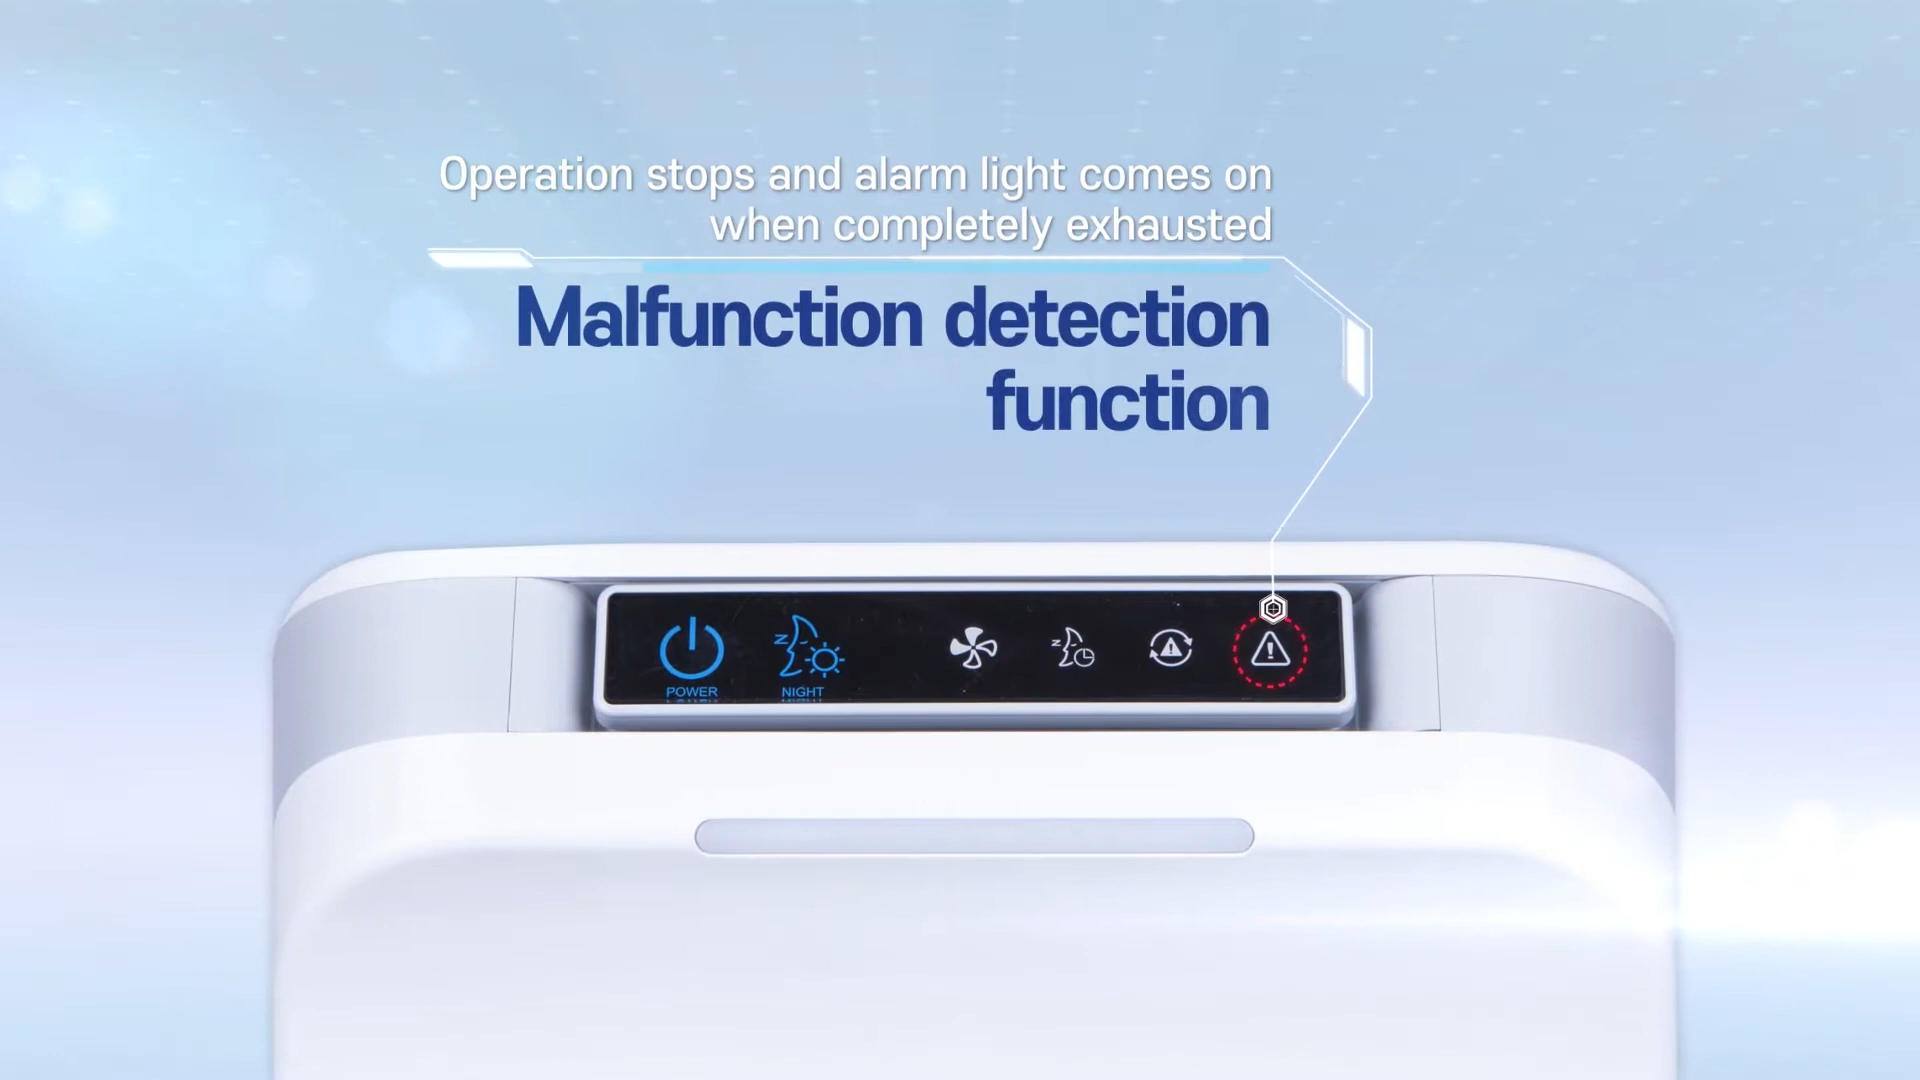 Operation stops and alarm light comes on
when completely exhausted
Malfunction detection
function
POWER
NIGHT